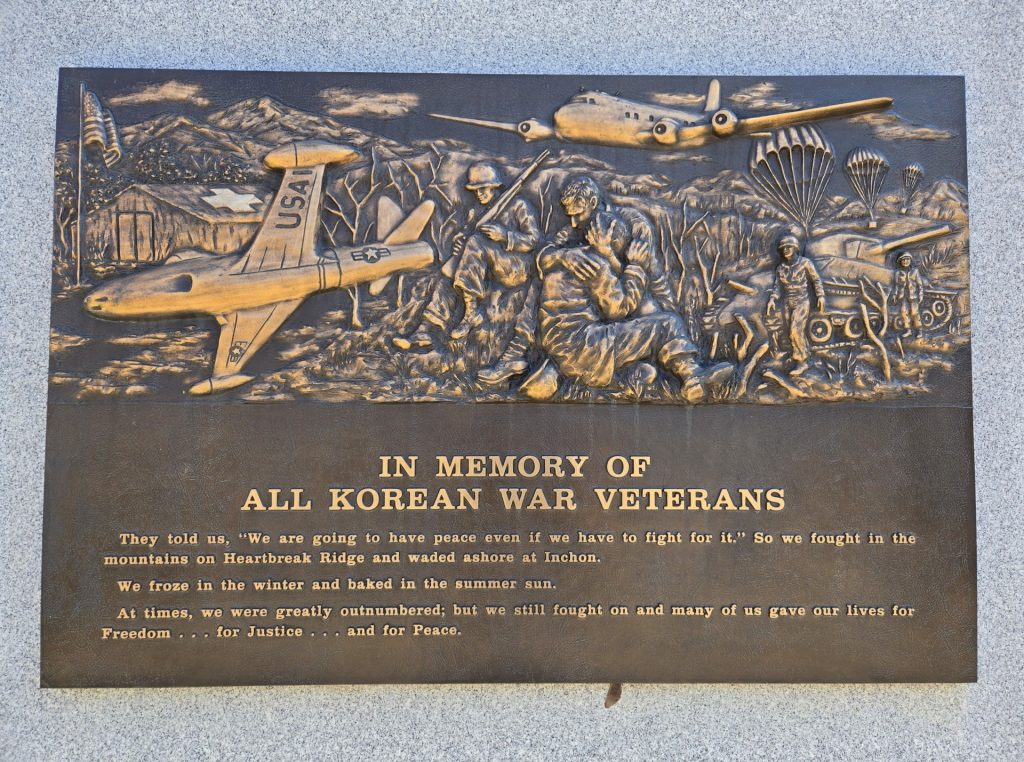 USAF
IN MEMORY OF
ALL KOREAN WAR VETERANS
They told us, “We are going to have peace even if we have to fight for it.” So we fought in the
mountains on Heartbreak Ridge and waded ashore at Inchon.
We froze in the winter and baked in the summer sun.
At times, we were greatly outnumbered; but we still fought on and many of us gave our lives for
Freedom . . . for Justice . . . and for Peace.